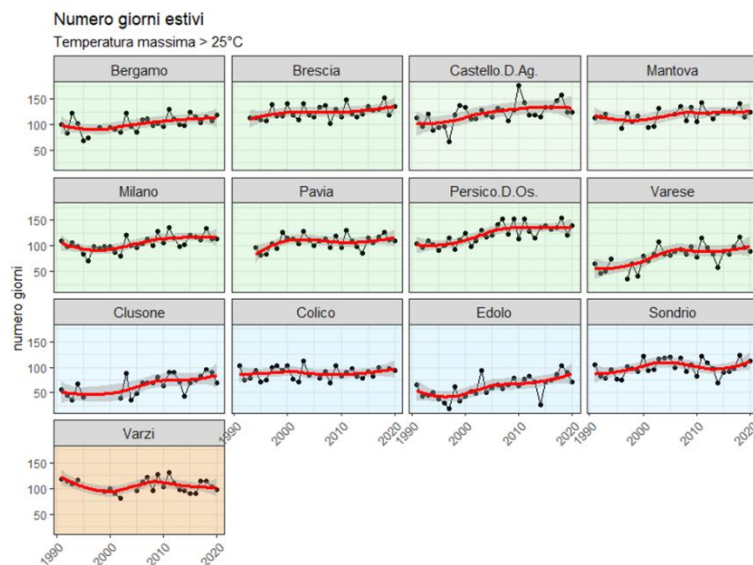 Numero giorni estivi
Temperatura massima > 25°C
Bergamo Brescia Castello.D.Ag. Mantova
150
100
50
Milano Pavia Persico.D.Os. Varese
150
100
50
numero giorni
Clusone Colico Edolo Sondrio
150
100
50
1990 2000 2010 2020 1990 2000 2010 2020 1990 2000 2010 2020
Varzi
150
100
50
1990 2000 2010 2020